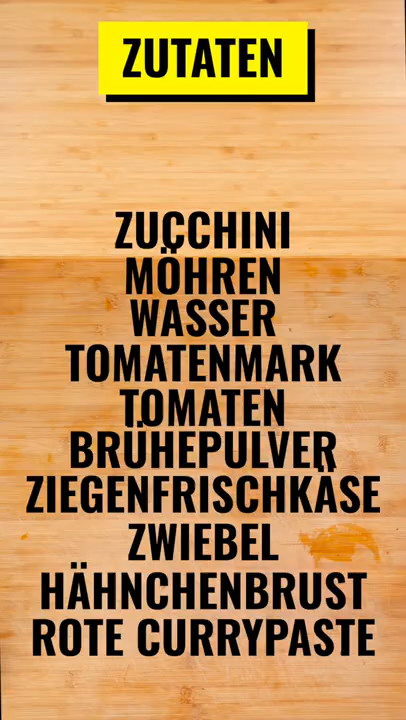 ZUTATEN
ZUCCHINI
MÖHREN
WASSER
TOMATENMARK
TOMATEN
BRÜHEPULVER
ZIEGENFRISCHKÄSE
ZWIEBEL
HÄHNCHENBRUST
ROTE CURRYPASTE